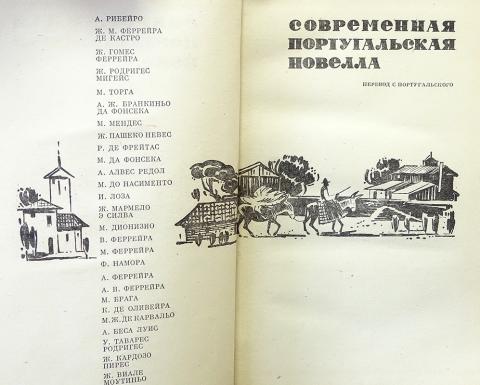 А. РИБЕЙРО
Ж. М. ФЕРРЕЙРА
ДЕ КАСТРО
Ж. ГОМЕС
ФЕРРЕЙРА
Ж. РОДРИГЕС
МИГЕЙС
М. ТОРГА
А. Ж. БРАНКИНЬО
ДА ФОНСЕКА
М. МЕНДЕС
Ж. ПАШЕКО НЕВЕС
Р. ДЕ ФРЕЙТАС
М. ДА ФОНСЕКА
А. АЛВЕС РЕДОЛ
М. ДО НАСИМЕНТО
И. ЛОЗА
Ж. МАРМЕЛО
Э СИЛВА
М. ДИОНИЗИО
В. ФЕРРЕЙРА
М. ФЕРРЕЙРА
Ф. НАМОРА
А. ФЕРРЕЙРА
А. В. ФЕРРЕЙРА
М. БРАГА
К. ДЕ ОЛИВЕЙРА
М.Ж.ДЕ КАРВАЛЬО
А. БЕСА ЛУИС
У. ТАВАРЕС
РОДРИГЕС
Ж. КАРДОЗО
ПИРЕС
Ж. ВИАЛЕ
МОУТИНЬО
СОВРЕМЕННАЯ
ПОРТУГАЛЬСКАЯ
НОВЕЛЛА
ПЕРЕВОД С ПОРТУГАЛЬСКОГО